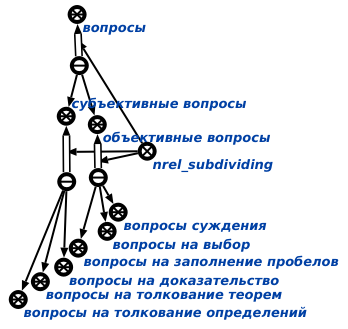 вопросы
субъективные вопросы
объективные вопросы
nrel_subdividing
вопросы суждения
вопросы на выбор
вопросы на заполнение пробелов
вопросы на доказательство
вопросы на толкование теорем
вопросы на толкование определений